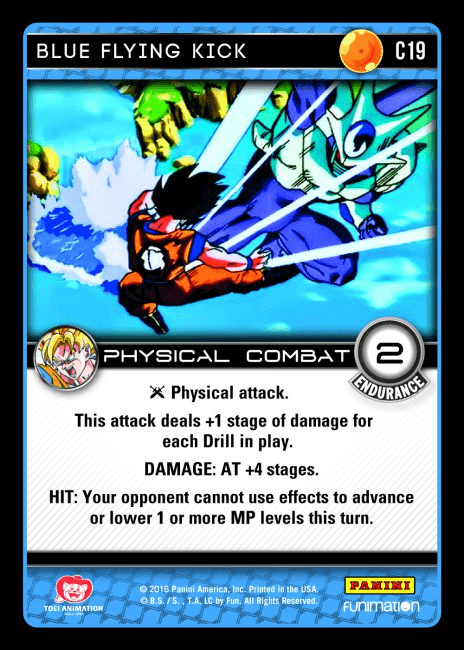 BLUE FLYING KICK
C19
PHYSICAL COMBAT
2
ENDURANCE
Physical attack.
This attack deals +1 stage of damage for
each Drill in play.
DAMAGE: AT +4 stages.
HIT: Your opponent cannot use effects to advance
or lower 1 or more MP levels this turn.
TOEI ANIMATION
© 2016 Panini America, Inc. Printed in the USA.
© B.S. / S. , T.A. LC by Fun. All Rights Reserved.
PANINI
FUNIMATION